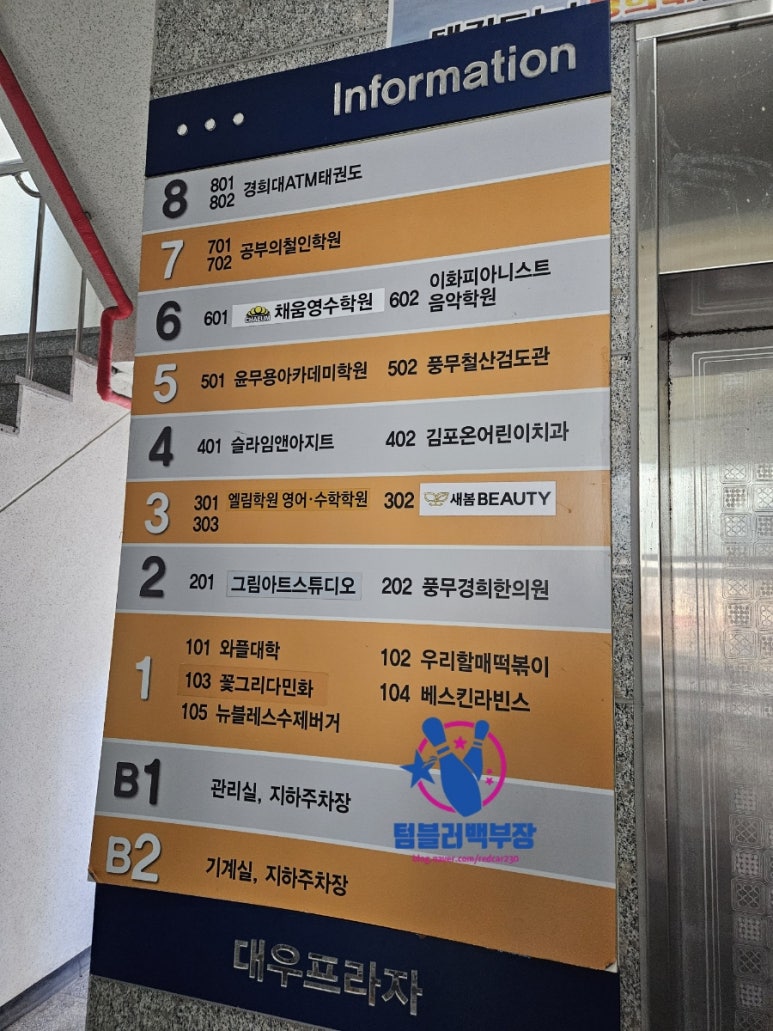 Information
8 801 802 경희대ATM태권도
7 701 702 공부의철인학원
6 601 CHAEUM 채움영수학원 602 이화피아니스트
음악학원
5 501 윤무용아카데미학원 502 풍무철산검도관
4 401 슬라임앤아지트 402 김포온어린이치과
3 301 303 엘림학원 영어·수학학원 302 새봄 BEAUTY
2 201 그림아트스튜디오 202 풍무경희한의원
1 101 와플대학 102 우리할매떡볶이
103 꽃그리다민화 104 베스킨라빈스
105 뉴블레스수제버거
B1 관리실, 지하주차장
텀블러백부장
blog.naver.com/redcar230
B2 기계실, 지하주차장
대우프라자